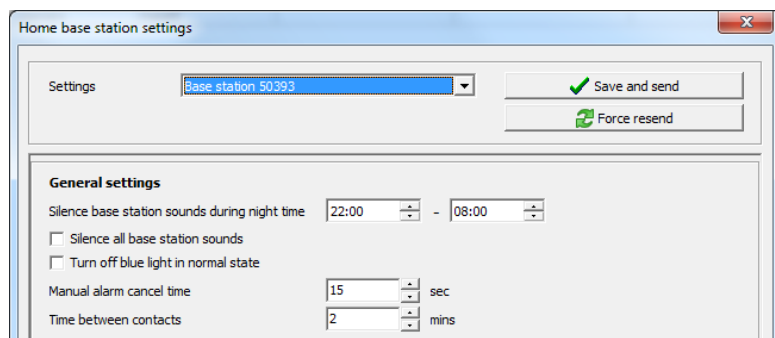 Home base station settings
Settings Base station 50393 Save and send
Force resend
General settings
Silence base station sounds during night time 22:00 - 08:00
Silence all base station sounds
Turn off blue light in normal state
Manual alarm cancel time 15 sec
Time between contacts 2 mins